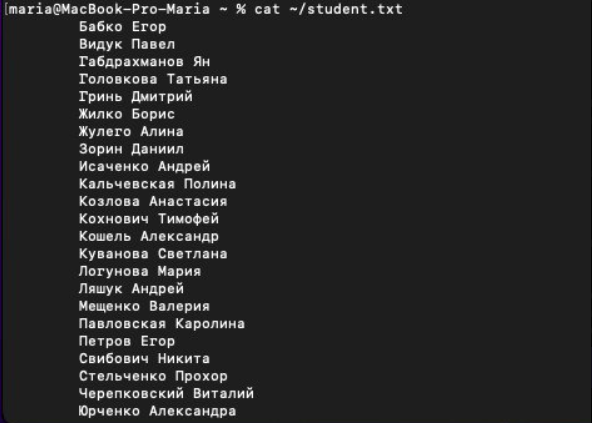 [maria@MacBook-Pro-Maria ~ % cat ~/student.txt
Бабко Егор
Видук Павел
Габдрахманов Ян
Головкова Татьяна
Гринь Дмитрий
Жилко Борис
Жулего Алина
Зорин Даниил
Исаченко Андрей
Кальчевская Полина
Козлова Анастасия
Кохнович Тимофей
Кошель Александр
Куванова Светлана
Логунова Мария
Ляшук Андрей
Мещенко Валерия
Павловская Каролина
Петров Егор
Свибович Никита
Стельченко Прохор
Черепковский Виталий
Юрченко Александра